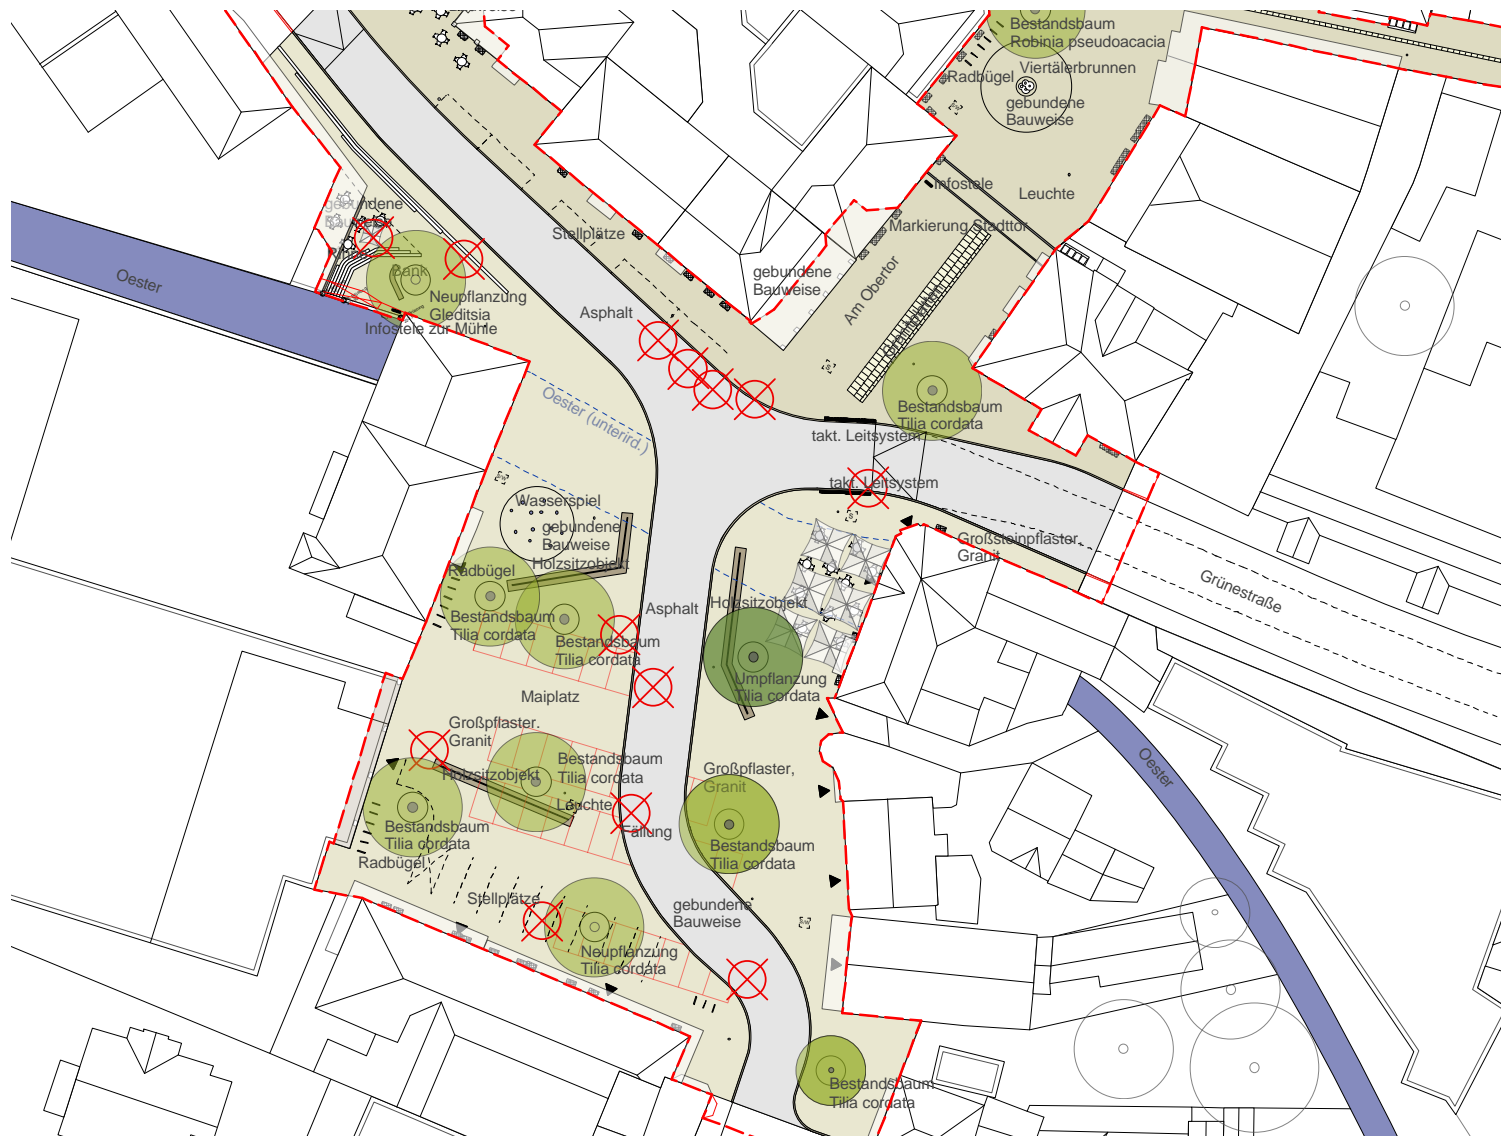 Bestandsbaum
Robinia pseudoacacia
Radbügel
Viertälerbrunnen
gebundene
Bauweise
Infostele
Leuchte
Markierung Stadttor
gebundene
Stellplätze
gebundene
Bauweise
Am Obertor
Oester
Bank
Neupflanzung
Gleditsia
Infostele zur Mühle
Asphalt
Oester (unterird.)
Bestandsbaum
Tilia cordata
takt. Leitsystem
takt. Leitsystem
Wasserspiel
gebundene
Bauweise
Holzsitzobjekt
Großsteinpflaster,
Granit
Grünestraße
Radbügel
Bestandsbaum
Tilia cordata
Bestandsbaum
Tilia cordata
Asphalt
Holzsitzobjekt
Umpflanzung
Tilia cordata
Maiplatz
Großpflaster.
Granit
Holzsitzobjekt
Bestandsbaum
Tilia cordata
Leuchte
Fällung
Großpflaster,
Granit
Oester
Bestandsbaum
Tilia cordata
Radbügel
Bestandsbaum
Tilia cordata
Stellplätze
gebundene
Bauweise
Neupflanzung
Tilia cordata
Bestandsbaum
Tilia cordata